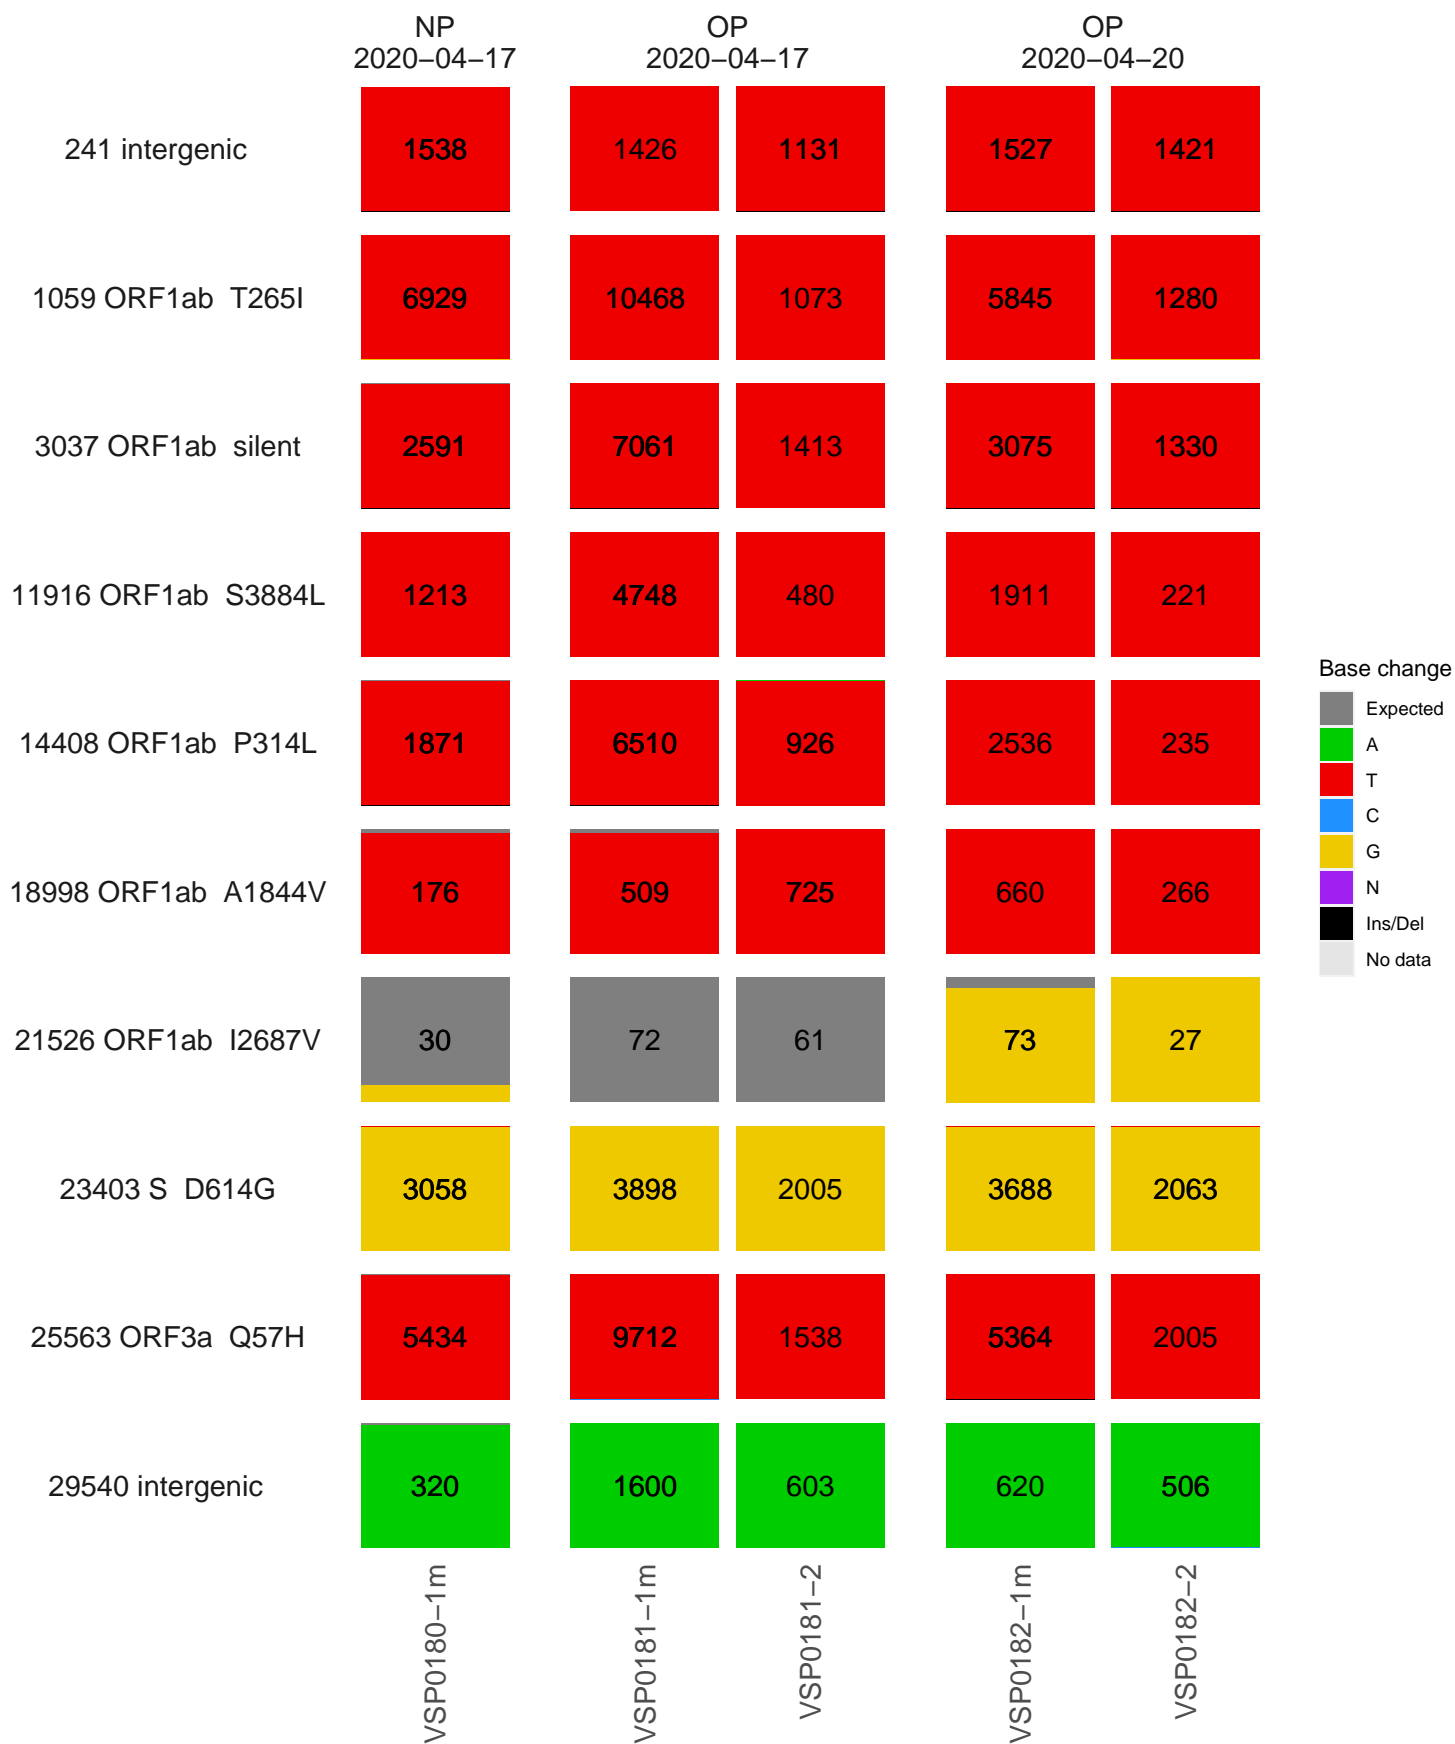 NP
2020−04−17
OP
2020−04−17
OP
2020−04−20
241 intergenic 1538 1426 1131 1527 1421
1059 ORF1ab T265I 6929 10468 1073 5845 1280
3037 ORF1ab silent 2591 7061 1413 3075 1330
11916 ORF1ab S3884L 1213 4748 480 1911 221
14408 ORF1ab P314L 1871 6510 926 2536 235
18998 ORF1ab A1844V 176 509 725 660 266
21526 ORF1ab I2687V 30 72 61 73 27
23403 S D614G 3058 3898 2005 3688 2063
25563 ORF3a Q57H 5434 9712 1538 5364 2005
29540 intergenic 320 1600 603 620 506
VSP0180−1m
VSP0181−1m
VSP0181−2
VSP0182−1m
VSP0182−2
Base change
Expected
A
T
C
G
N
Ins/Del
No data